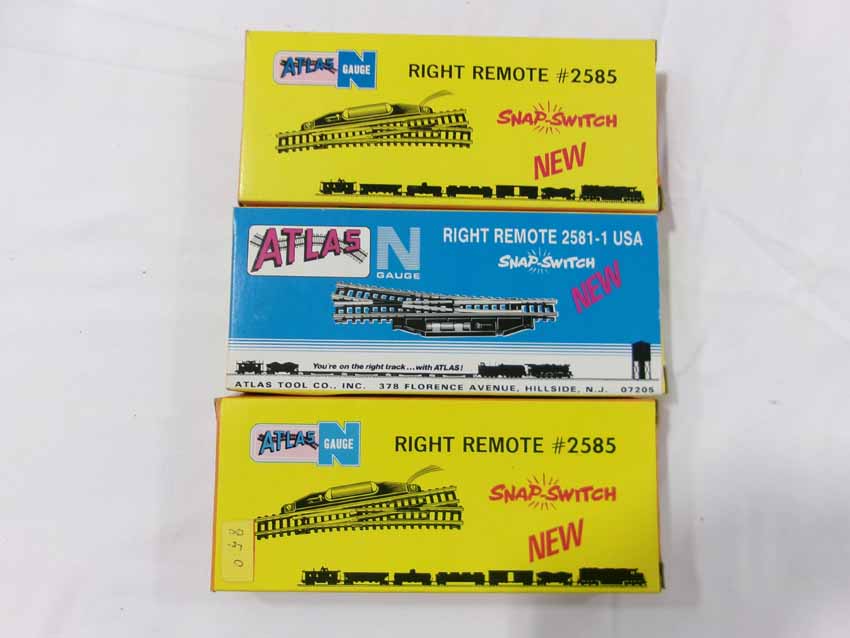 ATLAS N GAUGE
RIGHT REMOTE #2585
SNAP-SWITCH
NEW
ATLAS N GAUGE
RIGHT REMOTE 2581-1 USA
SNAP-SWITCH
NEW
You're on the right track...with ATLAS!
ATLAS TOOL CO., INC. 378 FLORENCE AVENUE, HILLSIDE, N.J. 07205
ATLAS N GAUGE
RIGHT REMOTE #2585
SNAP-SWITCH
NEW